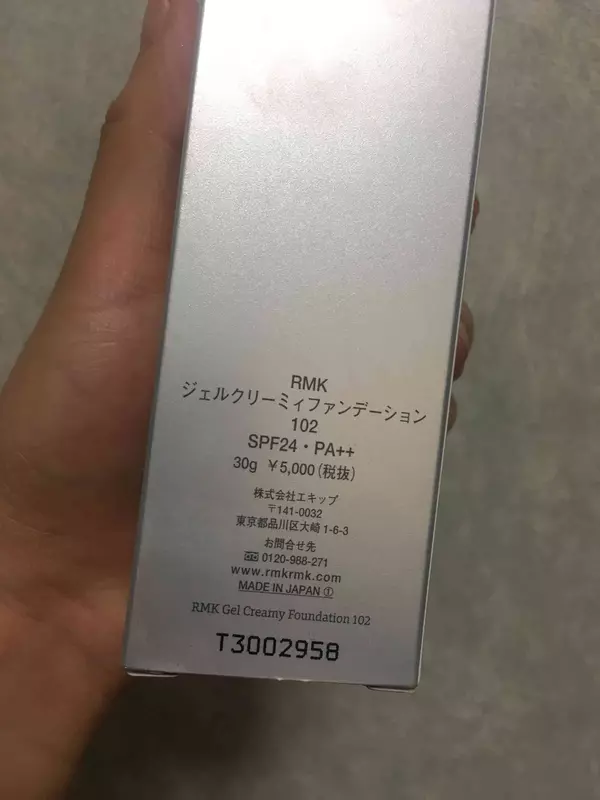 RMK
ジェルクリーミィファンデーション
102
SPF24・PA++
30g ￥5,000(税抜)
株式会社エキップ
〒141-0032
東京都品川区大崎1-6-3
お問合せ先
0120-988-271
www.rmkrmk.com
MADE IN JAPAN ①
RMK Gel Creamy Foundation 102
T3002958